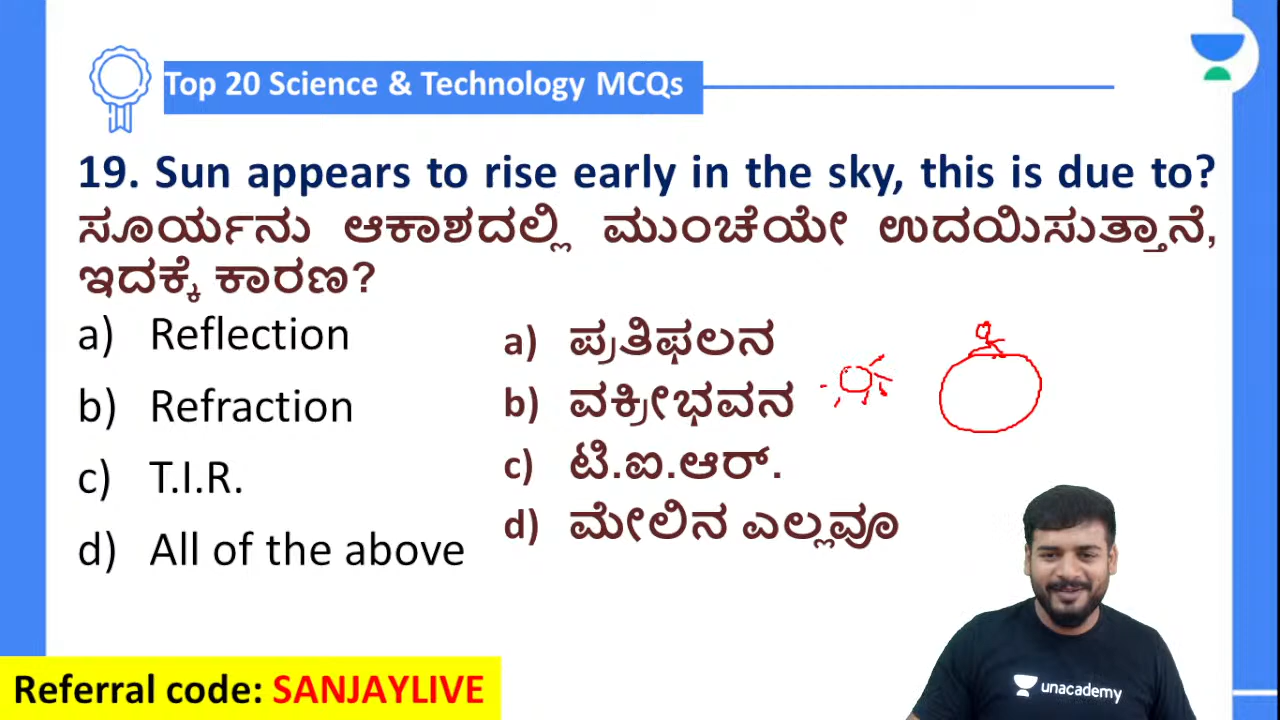 Top 20 Science & Technology MCQs
19. Sun appears to rise early in the sky, this is due to?
ಸೂರ್ಯನು ಆಕಾಶದಲ್ಲಿ ಮುಂಚೆಯೇ ಉದಯಿಸುತ್ತಾನೆ,
ಇದಕ್ಕೆ ಕಾರಣ?
a) Reflection
b) Refraction
c) T.I.R.
d) All of the above
a) ಪ್ರತಿಫಲನ
b) ವಕ್ರೀಭವನ
c) ಟಿ.ಐ.ಆರ್.
d) ಮೇಲಿನ ಎಲ್ಲವೂ
unacademy
Referral code: SANJAYLIVE